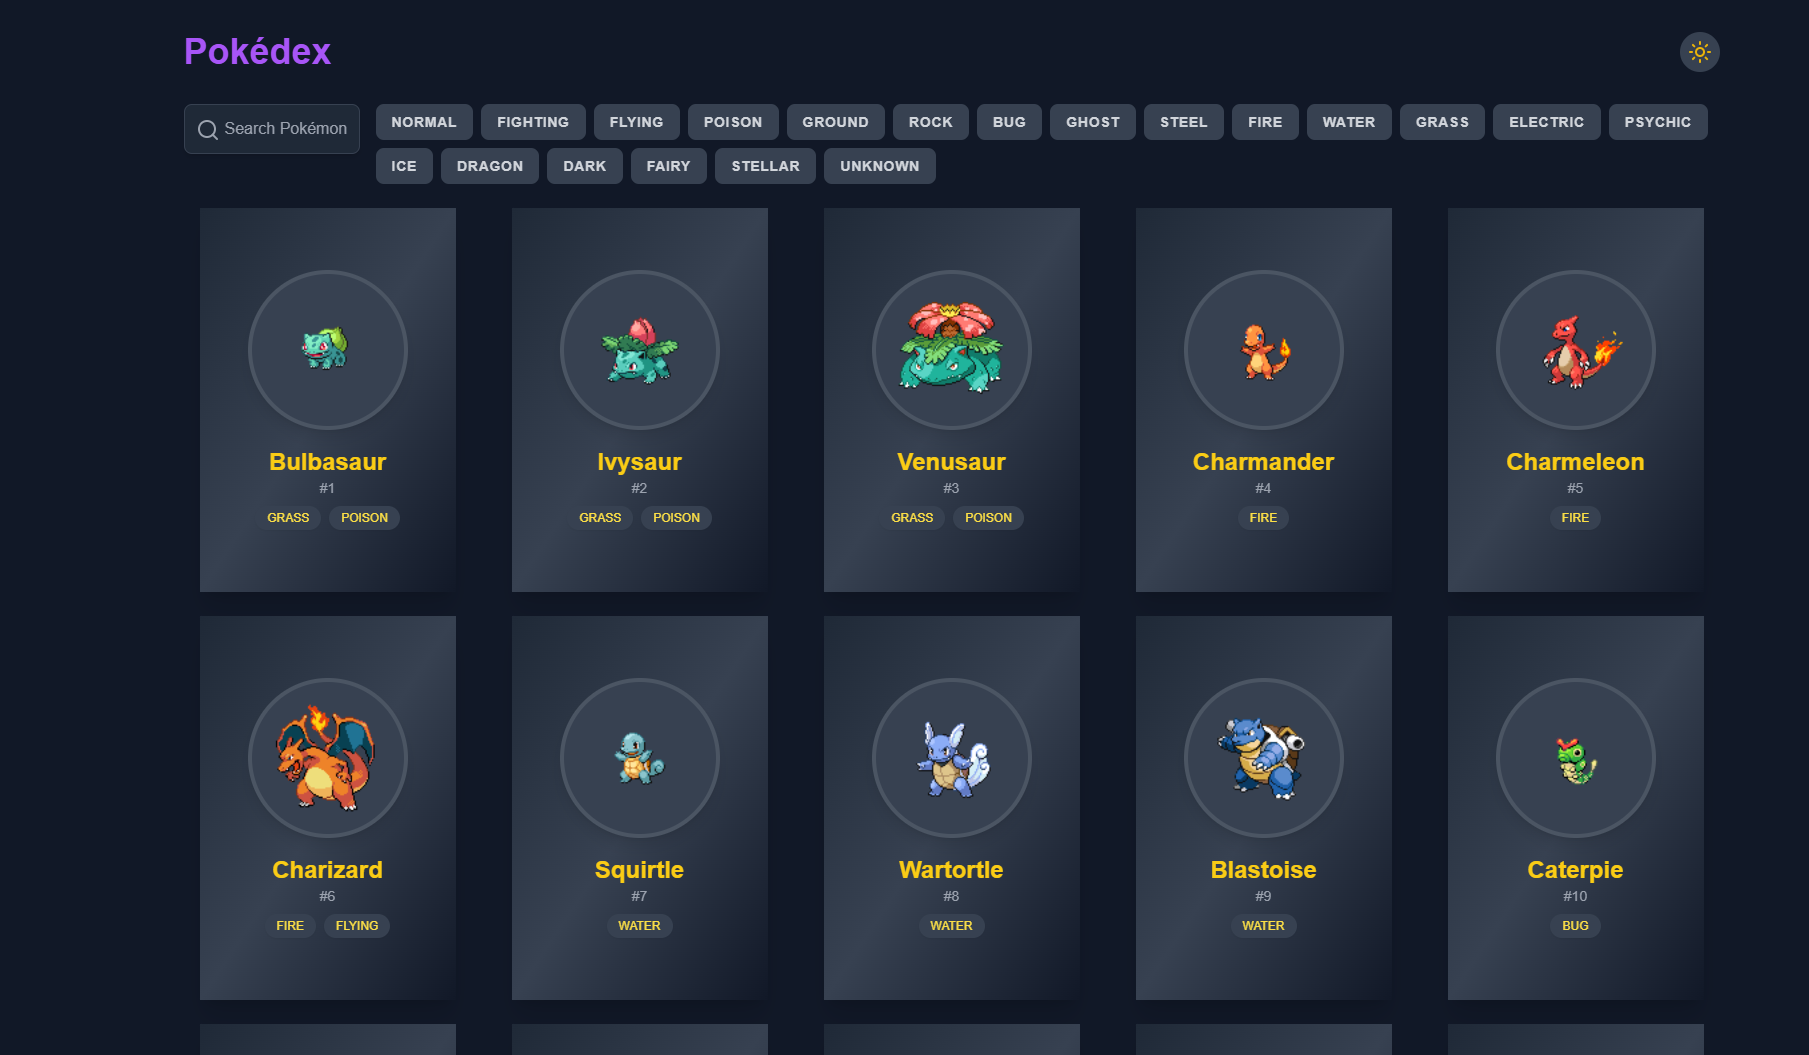 Pokédex
Search Pokémon
NORMAL FIGHTING FLYING POISON GROUND ROCK BUG GHOST STEEL FIRE WATER GRASS ELECTRIC PSYCHIC
ICE DRAGON DARK FAIRY STELLAR UNKNOWN
Bulbasaur
#1
GRASS POISON
Ivysaur
#2
GRASS POISON
Venusaur
#3
GRASS POISON
Charmander
#4
FIRE
Charmeleon
#5
FIRE
Charizard
#6
FIRE FLYING
Squirtle
#7
WATER
Wartortle
#8
WATER
Blastoise
#9
WATER
Caterpie
#10
BUG